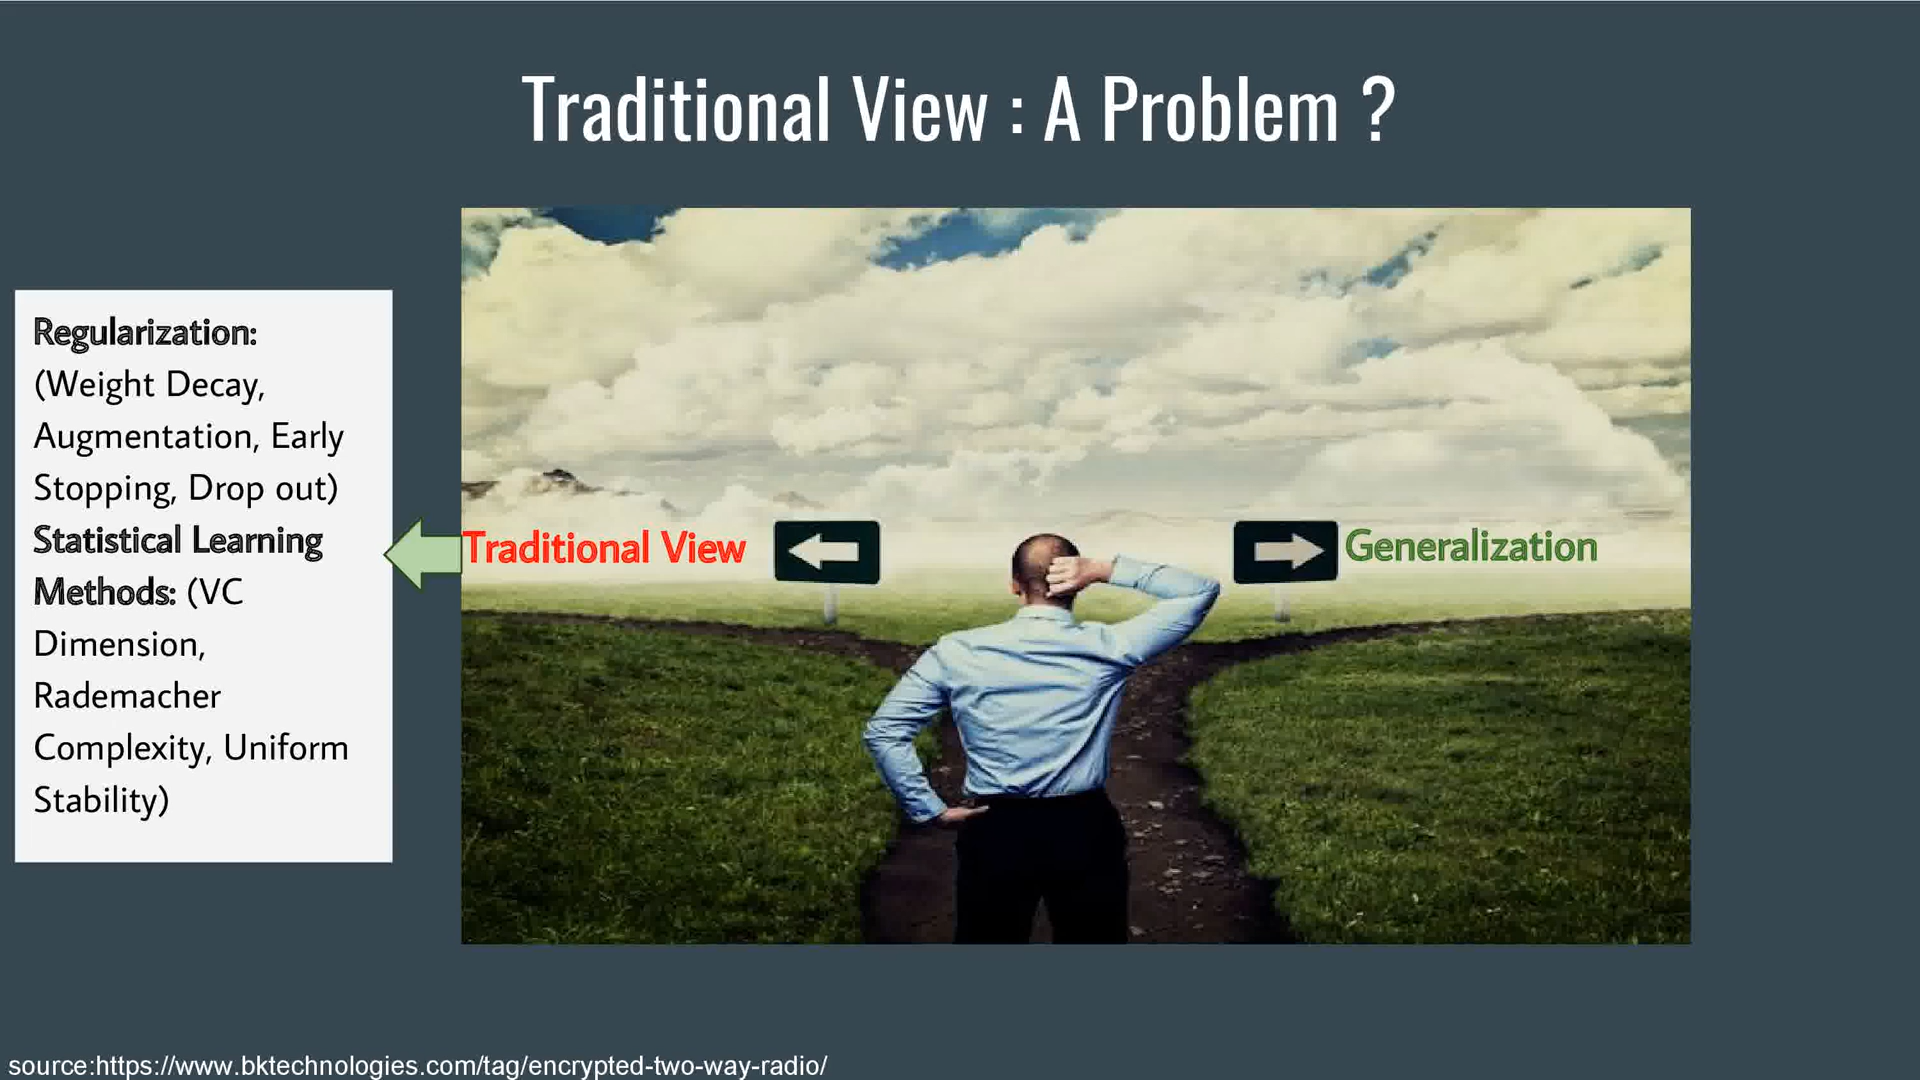 Traditional View : A Problem ?
Regularization:
(Weight Decay,
Augmentation, Early
Stopping, Drop out)
Statistical Learning
Methods: (VC
Dimension,
Rademacher
Complexity, Uniform
Stability)
Traditional View
Generalization
source:https://www.bktechnologies.com/tag/encrypted-two-way-radio/